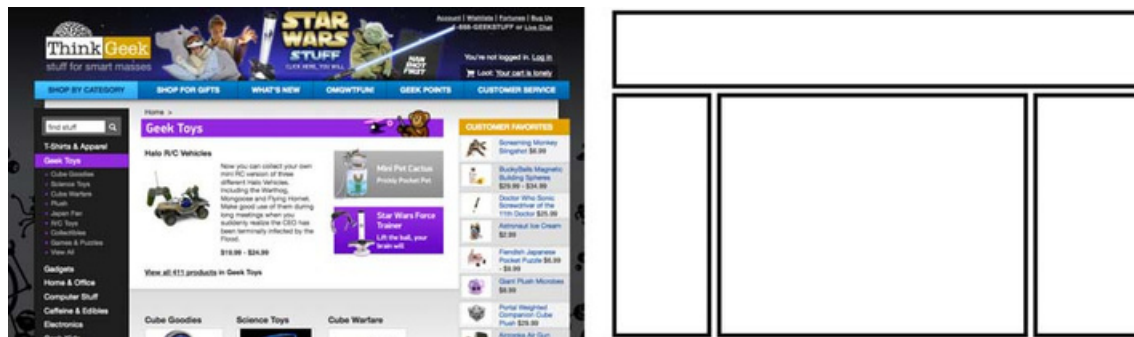 Account | Wishlists | Fortunes | Bug Us
1-888-GEEKSTUFF or Live Chat
STAR
WARS
STUFF
CLICK HERE, YOU WILL
HAN
SHOT
FIRST
ThinkGeek
stuff for smart masses
You're not logged in. Log in
Loot: Your cart is lonely
SHOP BY CATEGORY SHOP FOR GIFTS WHAT'S NEW OMGWTFUN! GEEK POINTS CUSTOMER SERVICE
find stuff
T-Shirts & Apparel
Geek Toys
Cube Goodies
Science Toys
Cube Warfare
Plush
Japan Fan
R/C Toys
Collectibles
Games & Puzzles
View All
Gadgets
Home & Office
Computer Stuff
Caffeine & Edibles
Electronics
Home >
Geek Toys
Halo R/C Vehicles
Now you can collect your own
mini RC version of three
different Halo Vehicles.
Including the Warthog,
Mongoose and Flying Hornet.
Make good use of them during
long meetings when you
suddenly realize the CEO has
been terminally infected by the
Flood.
$19.99 - $24.99
View all 411 products in Geek Toys
Mini Pet Cactus
Prickly Pocket Pet
Star Wars Force
Trainer
Lift the ball, your
brain will
Cube Goodies Science Toys Cube Warfare
CUSTOMER FAVORITES
Screaming Monkey
Slingshot $6.99
BuckyBalls Magnetic
Building Spheres
$29.99 - $34.99
Doctor Who Sonic
Screwdriver of the
11th Doctor $25.99
Astronaut Ice Cream
$2.99
Fiendish Japanese
Pocket Puzzle $8.99
- $9.99
Giant Plush Microbes
$8.99
Portal Weighted
Companion Cube
Plush $29.99